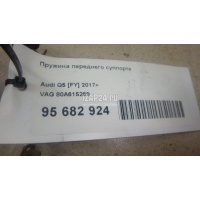 Пружина переднего суппорта
Audi Q5 [FY] 2017>
VAG 80A615269
95 682 924